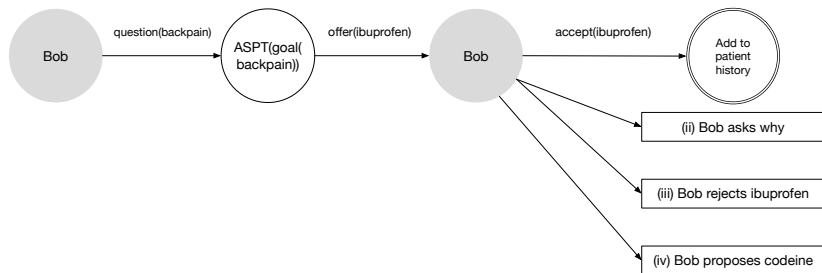 Bob
question(backpain)
ASPT(goal(
backpain))
offer(ibuprofen)
Bob
accept(ibuprofen)
Add to
patient
history
(ii) Bob asks why
(iii) Bob rejects ibuprofen
(iv) Bob proposes codeine